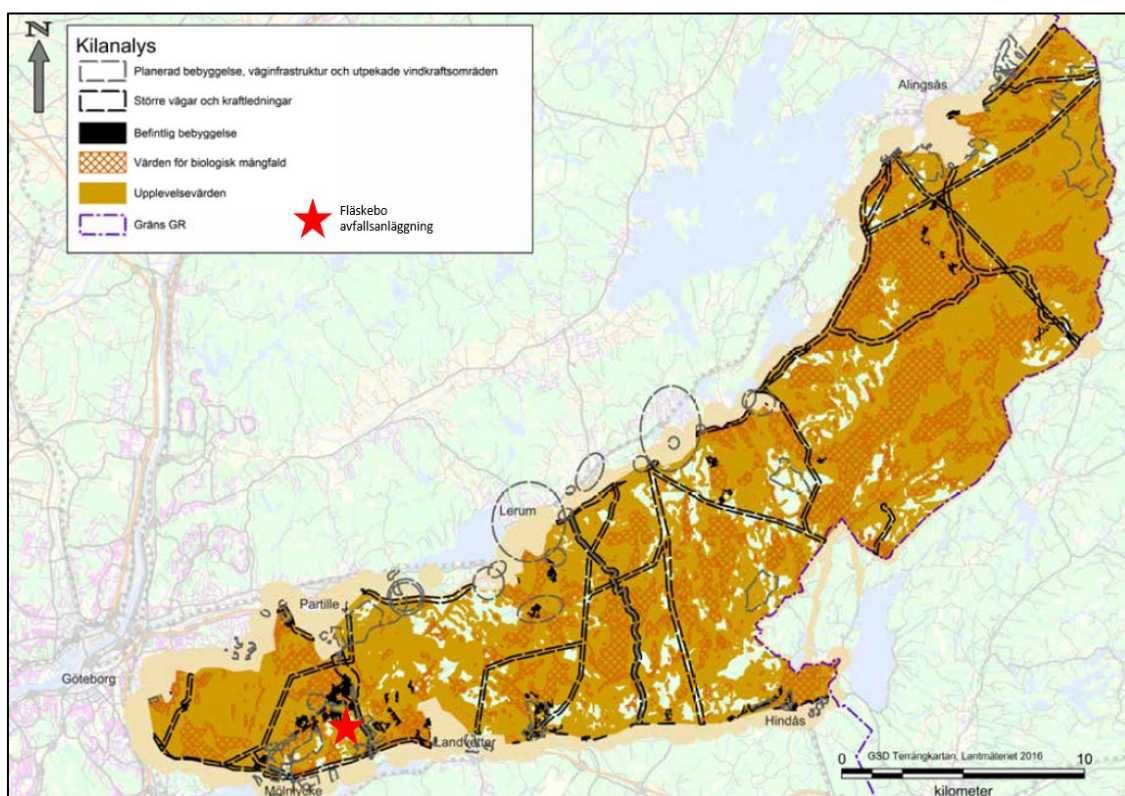 N
Kilanalys
Planerad bebyggelse, väginfrastruktur och utpekade vindkraftsområden
Större vägar och kraftledningar
Befintlig bebyggelse
Värden för biologisk mångfald
Upplevelsevärden
Gräns GR
Fläskebo
avfallsanläggning
Alingsås
Lerum
Partille
Göteborg
Landvetter
Hindås
Mölnlycke
GSD Terrängkartan, Lantmäteriet 2016
0 10
kilometer